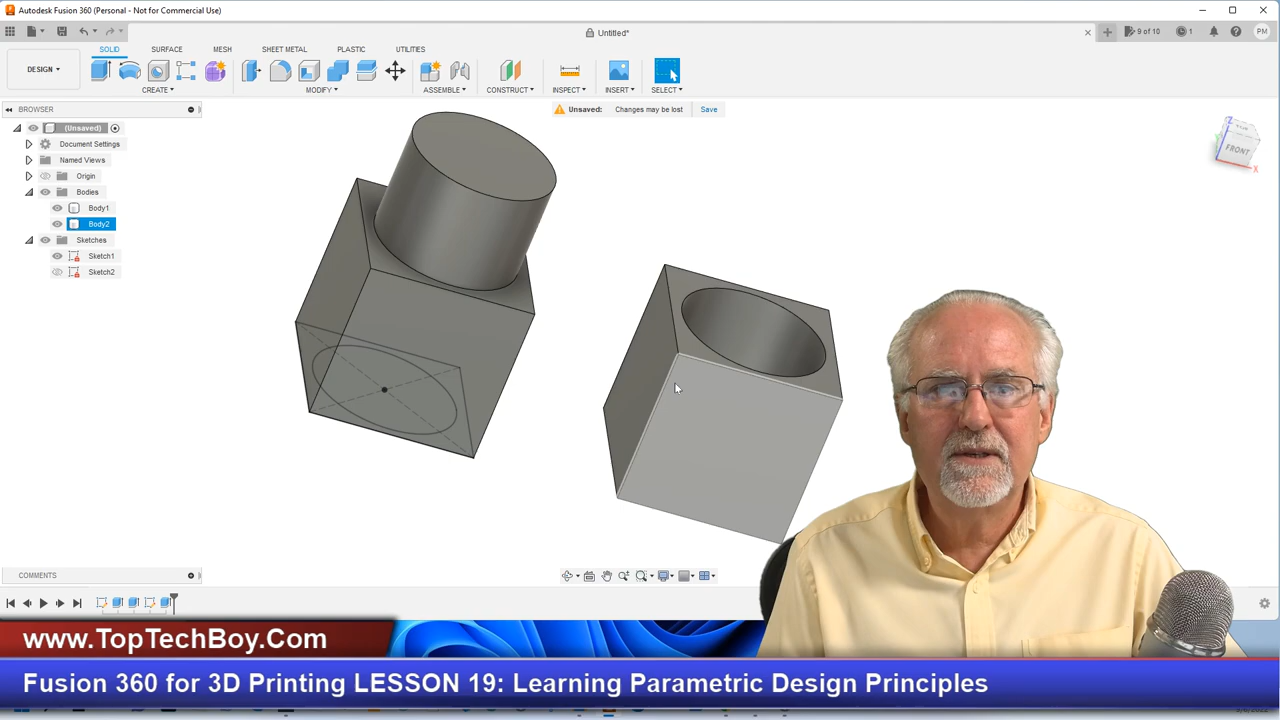 Autodesk Fusion 360 (Personal - Not for Commercial Use)
Untitled*
9 of 10
1
PM
DESIGN
SOLID
SURFACE
MESH
SHEET METAL
PLASTIC
UTILITIES
CREATE
MODIFY
ASSEMBLE
CONSTRUCT
INSPECT
INSERT
SELECT
BROWSER
Unsaved: Changes may be lost Save
(Unsaved)
Document Settings
Named Views
Origin
Bodies
Body1
Body2
Sketches
Sketch1
Sketch2
Z
FRONT
X
COMMENTS
www.TopTechBoy.Com
Fusion 360 for 3D Printing LESSON 19: Learning Parametric Design Principles